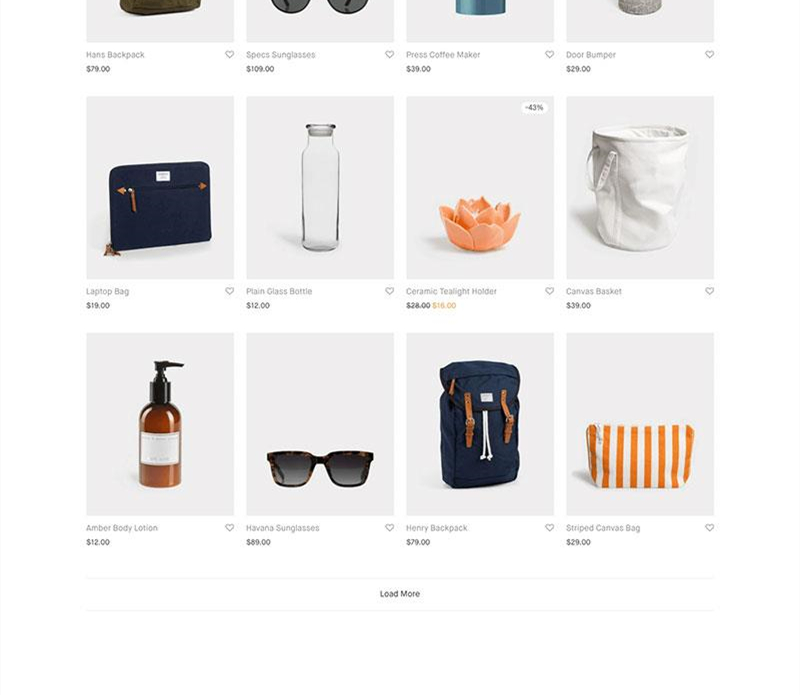 Hans Backpack
$79.00
Specs Sunglasses
$109.00
Press Coffee Maker
$39.00
Door Bumper
$29.00
-43%
Laptop Bag
$19.00
Plain Glass Bottle
$12.00
Ceramic Tealight Holder
$28.00 $16.00
Canvas Basket
$39.00
Amber Body Lotion
$12.00
Havana Sunglasses
$89.00
Henry Backpack
$79.00
Striped Canvas Bag
$29.00
Load More